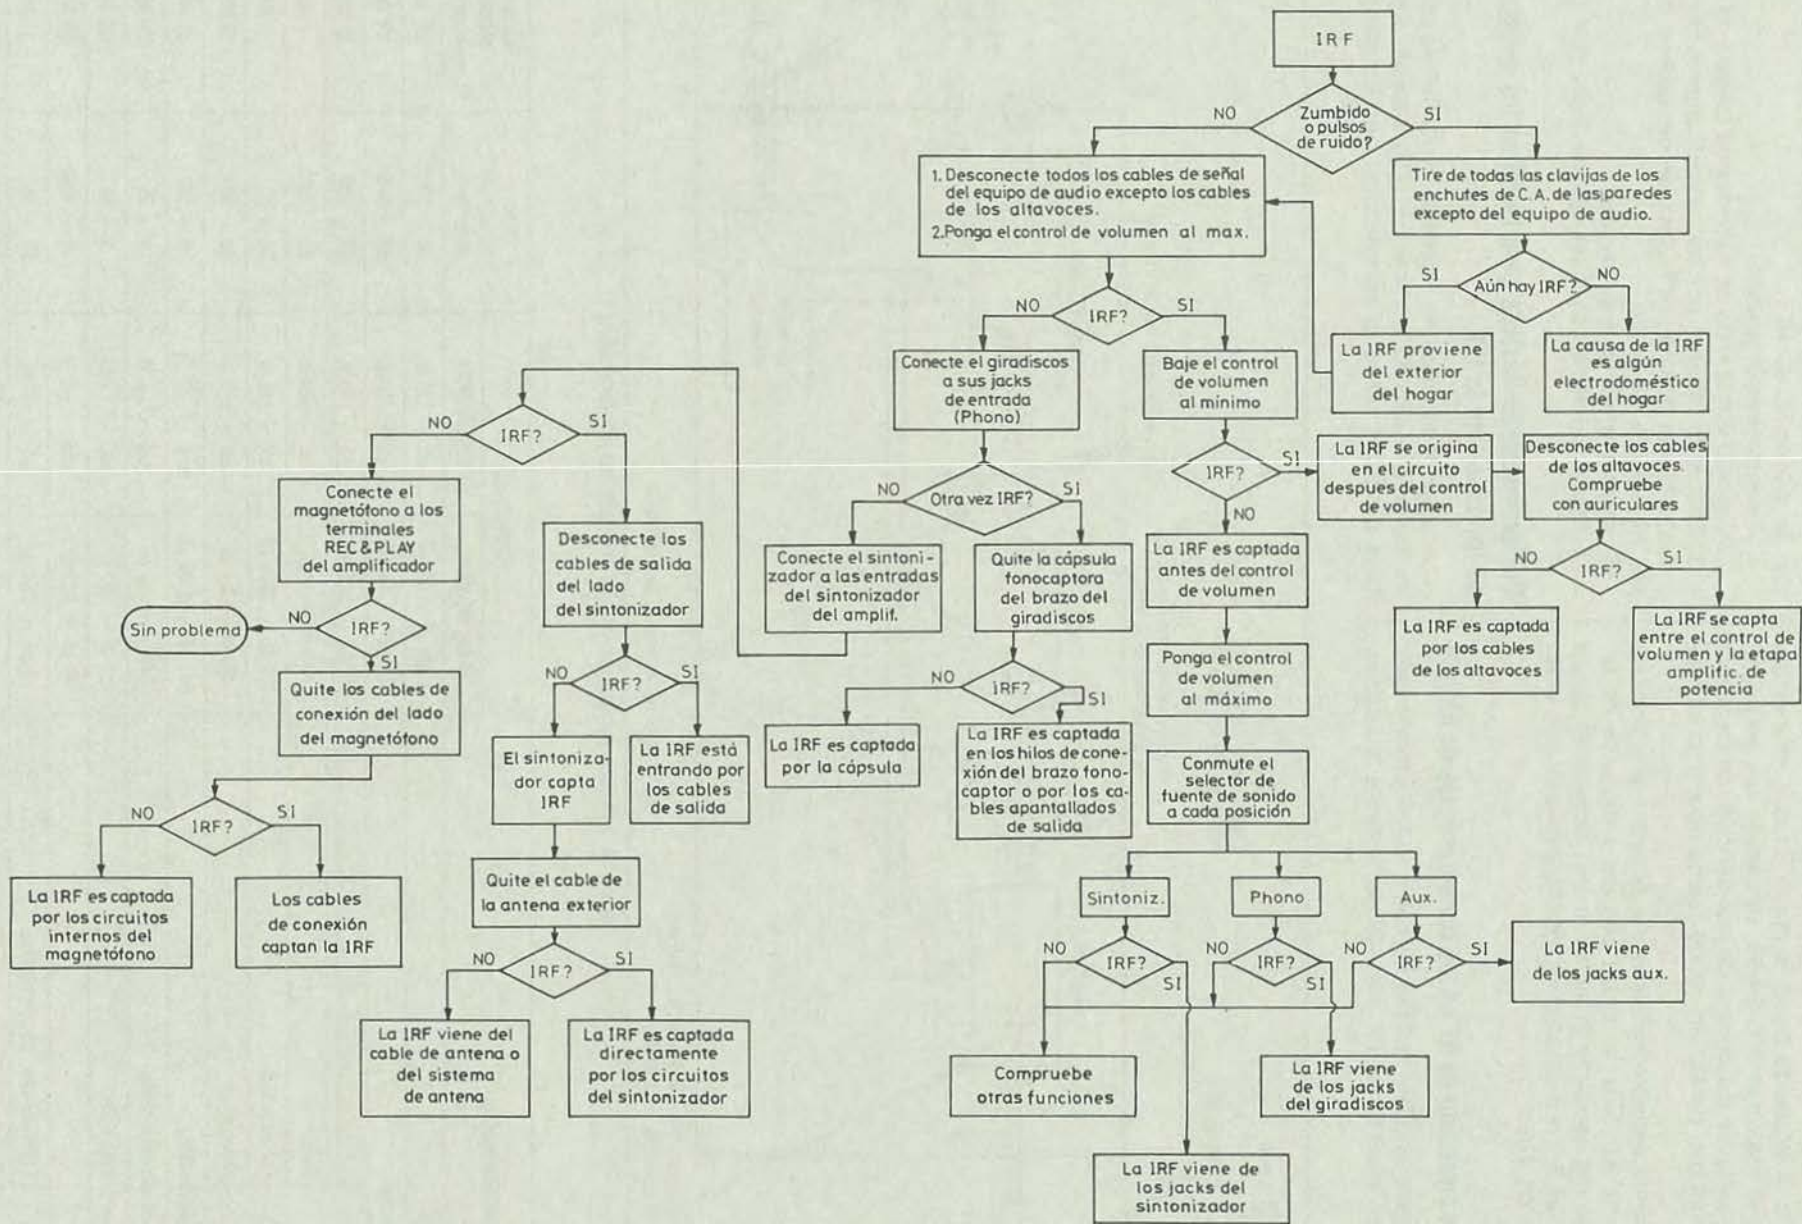 IRF
Zumbido
o pulsos
de ruido?
NO
SI
1. Desconecte todos los cables de señal
del equipo de audio excepto los cables
de los altavoces.
2. Ponga el control de volumen al max.
Tire de todas las clavijas de los
enchutes de C.A. de las paredes
excepto del equipo de audio.
Aún hay IRF?
SI
NO
La IRF proviene
del exterior
del hogar
La causa de la IRF
es algún
electrodoméstico
del hogar
IRF?
NO
SI
Conecte el giradiscos
a sus jacks
de entrada
(Phono)
Baje el control
de volumen
al mínimo
IRF?
SI
NO
La IRF se origina
en el circuito
despues del control
de volumen
Desconecte los cables
de los altavoces.
Compruebe
con auriculares
IRF?
NO
SI
La IRF es captada
por los cables
de los altavoces
La IRF se capta
entre el control de
volumen y la etapa
amplific. de
potencia
La IRF es captada
antes del control
de volumen
Ponga el control
de volumen
al máximo
Conmute el
selector de
fuente de sonido
a cada posición
Sintoniz.
Phono
Aux.
NO
IRF?
SI
NO
IRF?
SI
NO
IRF?
SI
La IRF viene
de los jacks aux.
Compruebe
otras funciones
La IRF viene
de los jacks
del giradiscos
La IRF viene de
los jacks del
sintonizador
Otra vez IRF?
NO
SI
Conecte el sintoni-
zador a las entradas
del sintonizador
del amplif.
Quite la cápsula
fonocaptora
del brazo del
giradiscos
IRF?
NO
SI
La IRF es captada
por la cápsula
La IRF es captada
en los hilos de cone-
xión del brazo fono-
captor o por los ca-
bles apantallados
de salida
IRF?
NO
SI
Conecte el
magnetófono a los
terminales
REC&PLAY
del amplificador
IRF?
NO
Sin problema
SI
Quite los cables de
conexión del lado
del magnetófono
IRF?
NO
SI
La IRF es captada
por los circuitos
internos del
magnetófono
Los cables
de conexión
captan la IRF
Desconecte los
cables de salida
del lado
del sintonizador
IRF?
NO
SI
El sintoniza-
dor capta
IRF
La IRF está
entrando por
los cables
de salida
Quite el cable de
la antena exterior
IRF?
NO
SI
La IRF viene del
cable de antena o
del sistema
de antena
La IRF es captada
directamente
por los circuitos
del sintonizador